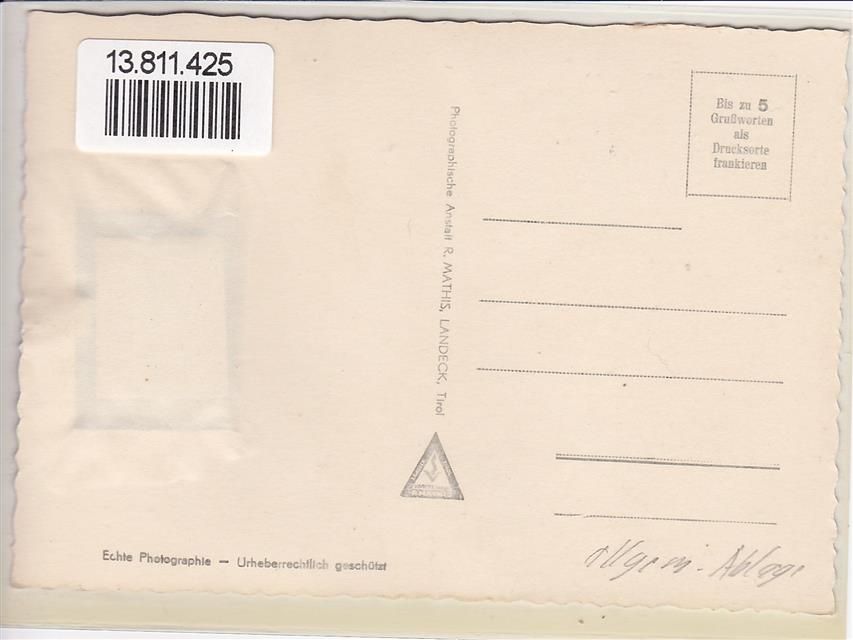 13.811.425
Bis zu 5
Grußworten
als
Drucksorte
frankieren
Photographische Anstalt R. MATHIS, LANDECK, Tirol
Echte Photographie — Urheberrechtlich geschützt
Ablage